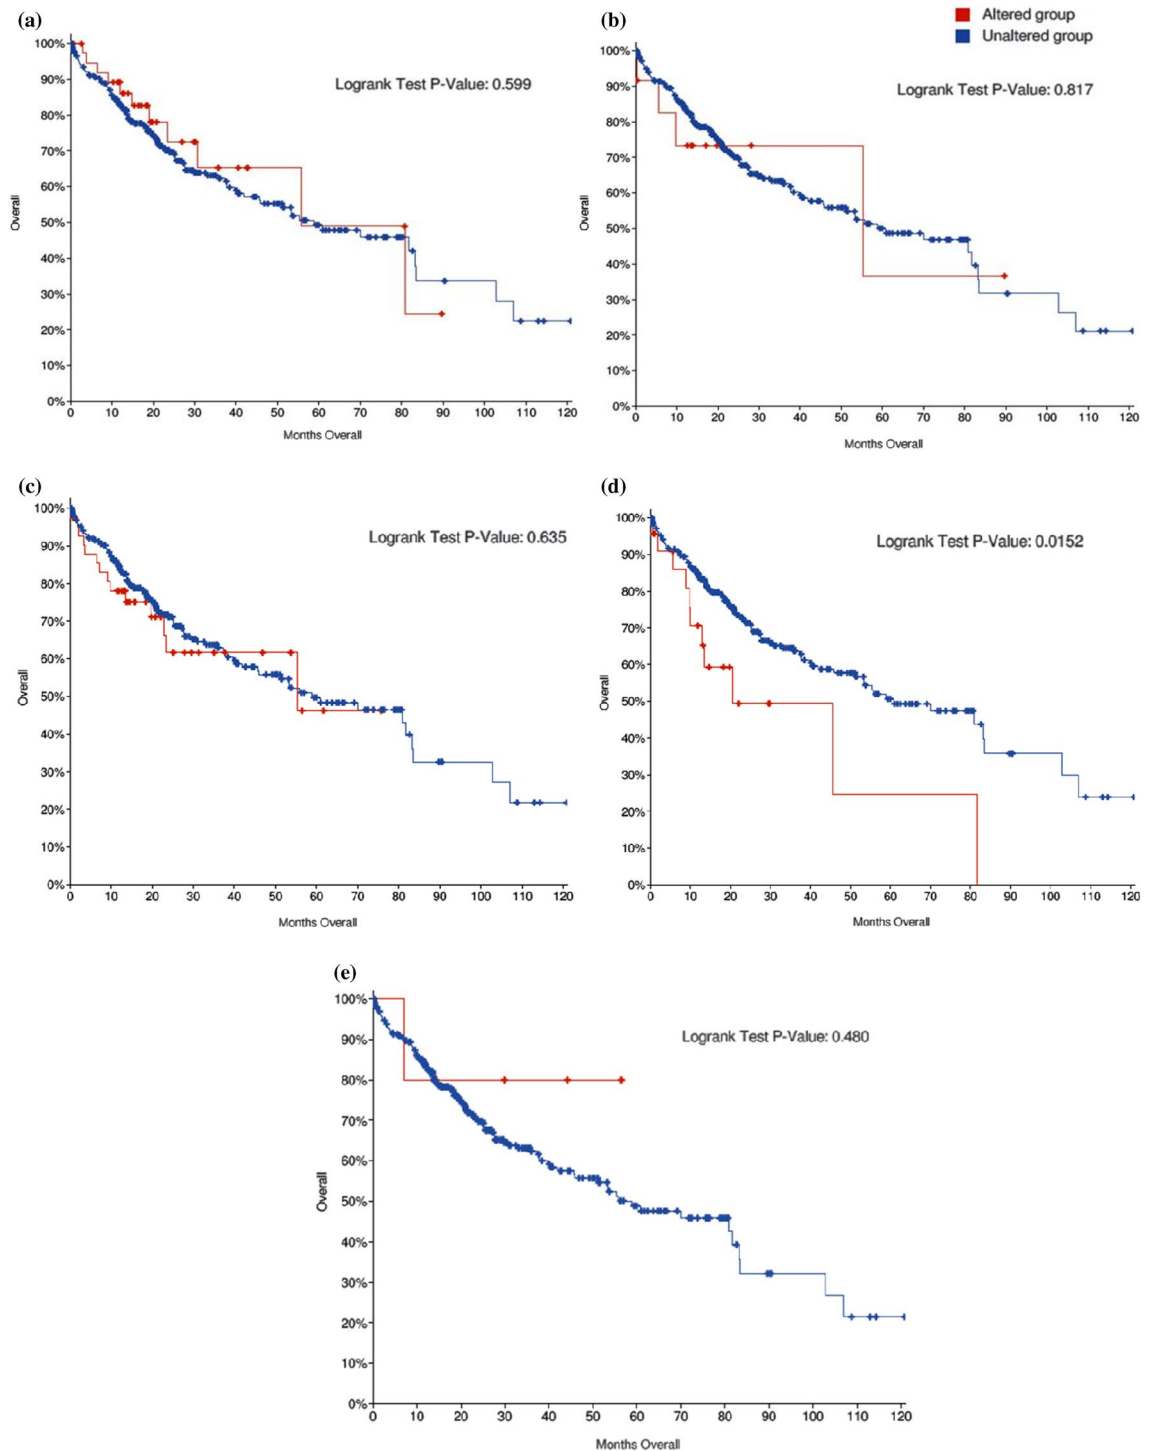 (a)
100%
90%
80%
70%
60%
50%
40%
30%
20%
10%
0%
Overall
Logrank Test P-Value: 0.599
0 10 20 30 40 50 60 70 80 90 100 110 120
Months Overall
(b)
Altered group
Unaltered group
100%
90%
80%
70%
60%
50%
40%
30%
20%
10%
0%
Overall
Logrank Test P-Value: 0.817
0 10 20 30 40 50 60 70 80 90 100 110 120
Months Overall
(c)
100%
90%
80%
70%
60%
50%
40%
30%
20%
10%
0%
Overall
Logrank Test P-Value: 0.635
0 10 20 30 40 50 60 70 80 90 100 110 120
Months Overall
(d)
100%
90%
80%
70%
60%
50%
40%
30%
20%
10%
0%
Overall
Logrank Test P-Value: 0.0152
0 10 20 30 40 50 60 70 80 90 100 110 120
Months Overall
(e)
100%
90%
80%
70%
60%
50%
40%
30%
20%
10%
0%
Overall
Logrank Test P-Value: 0.480
0 10 20 30 40 50 60 70 80 90 100 110 120
Months Overall